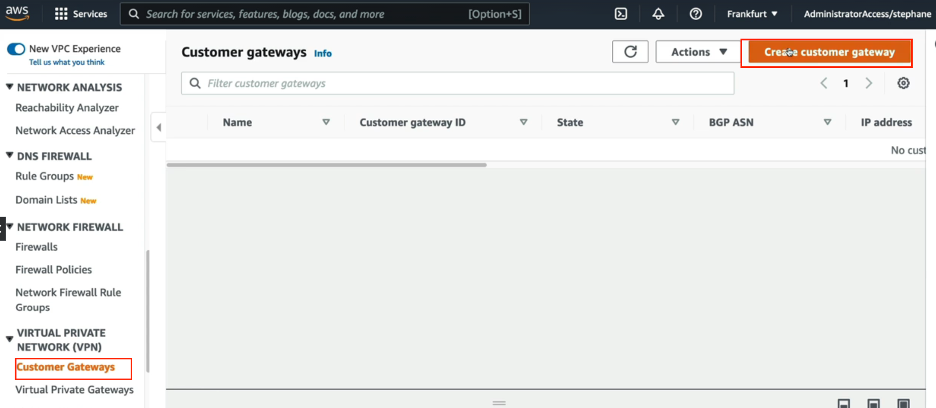 aws
Services
Search for services, features, blogs, docs, and more
[Option+S]
Frankfurt
AdministratorAccess/stephane
New VPC Experience
Tell us what you think
NETWORK ANALYSIS
Reachability Analyzer
Network Access Analyzer
DNS FIREWALL
Rule Groups New
Domain Lists New
NETWORK FIREWALL
Firewalls
Firewall Policies
Network Firewall Rule
Groups
VIRTUAL PRIVATE
NETWORK (VPN)
Customer Gateways
Virtual Private Gateways
Customer gateways Info
Actions
Create customer gateway
Filter customer gateways
1
Name
Customer gateway ID
State
BGP ASN
IP address
No cust